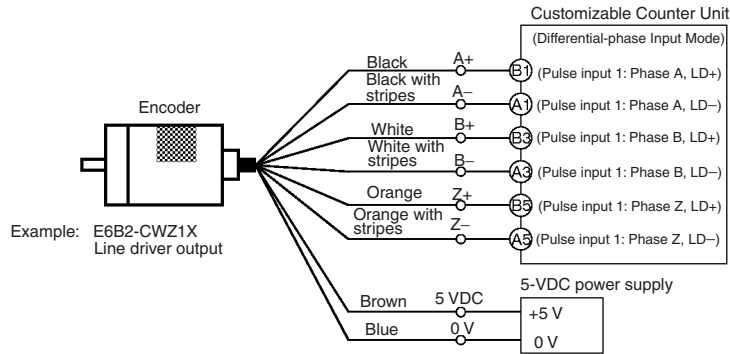 Customizable Counter Unit
(Differential-phase Input Mode)
Black A+ B1 (Pulse input 1: Phase A, LD+)
Black with
stripes A− A1 (Pulse input 1: Phase A, LD−)
Encoder
White B+ B3 (Pulse input 1: Phase B, LD+)
White with
stripes B− A3 (Pulse input 1: Phase B, LD−)
Orange Z+ B5 (Pulse input 1: Phase Z, LD+)
Orange with
stripes Z− A5 (Pulse input 1: Phase Z, LD−)
Example: E6B2-CWZ1X
Line driver output
5-VDC power supply
Brown 5 VDC +5 V
Blue 0 V 0 V